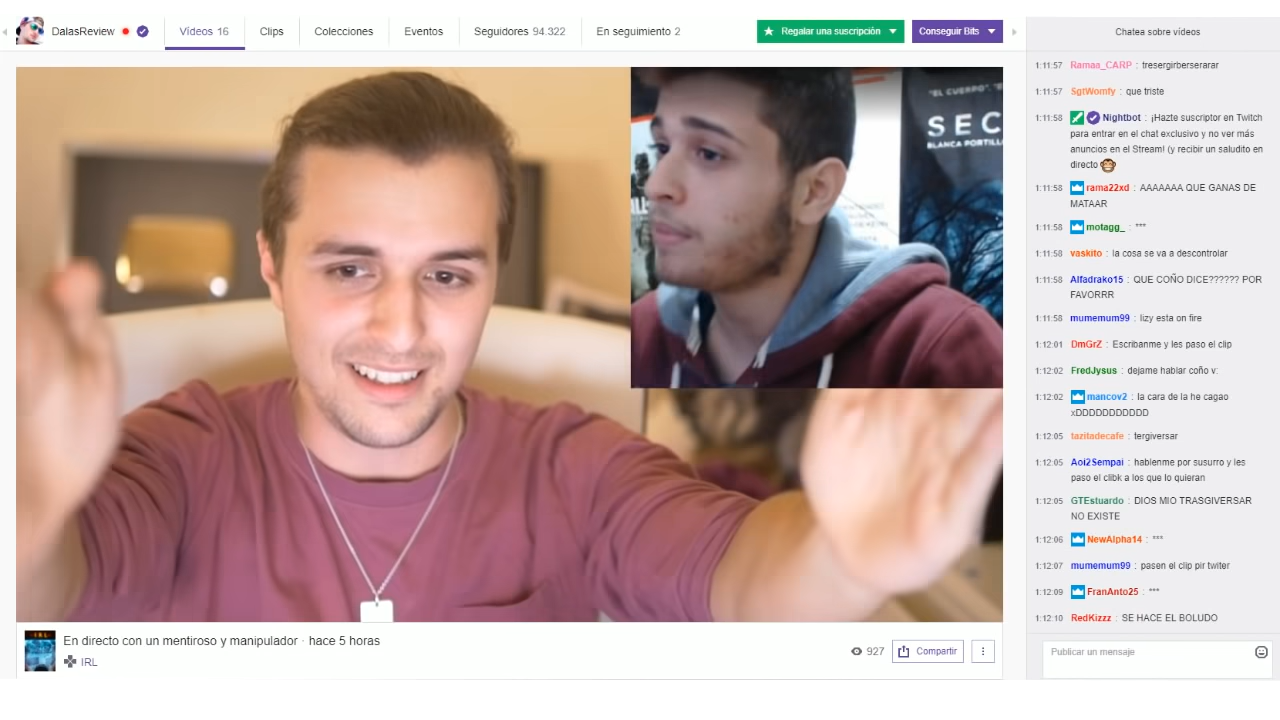 DalasReview
Vídeos 16
Clips
Colecciones
Eventos
Seguidores 94.322
En seguimiento 2
Regalar una suscripción
Conseguir Bits
"EL CUERPO".
SEC
BLANCA PORTILL
En directo con un mentiroso y manipulador · hace 5 horas
IRL
927
Compartir
Chatea sobre vídeos
1:11:57 Ramaa_CARP : tresergirberserarar
1:11:57 SgtWomfy : que triste
1:11:58 Nightbot : ¡Hazte suscriptor en Twitch
para entrar en el chat exclusivo y no ver más
anuncios en el Stream! (y recibir un saludito en
directo
1:11:58 rama22xd : AAAAAAA QUE GANAS DE
MATAAR
1:11:58 motagg_ : ***
1:11:58 vaskito : la cosa se va a descontrolar
1:11:58 Alfadrako15 : QUE COÑO DICE?????? POR
FAVORRR
1:11:58 mumemum99 : lizy esta on fire
1:12:01 DmGrZ : Escribanme y les paso el clip
1:12:02 FredJysus : dejame hablar coño v:
1:12:02 mancov2 : la cara de la he cagao
xDDDDDDDDDDD
1:12:05 tazitadecafe : tergiversar
1:12:05 Aoi2Sempai : hablenme por susurro y les
paso el clibk a los que lo quieran
1:12:05 GTEstuardo : DIOS MIO TRASGIVERSAR
NO EXISTE
1:12:06 NewAlpha14 : ***
1:12:07 mumemum99 : pasen el clip pir twiter
1:12:09 FranAnto25 : ***
1:12:10 RedKizzz : SE HACE EL BOLUDO
Publicar un mensaje